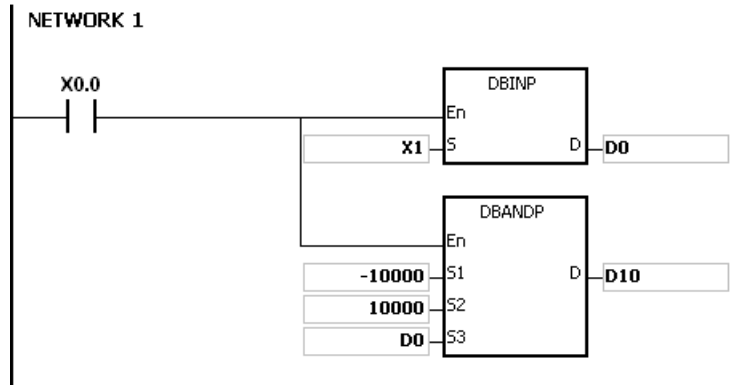 NETWORK 1
X0.0
DBINP
En
X1 S D D0
DBANDP
En
-10000 S1 D D10
10000 S2
D0 S3